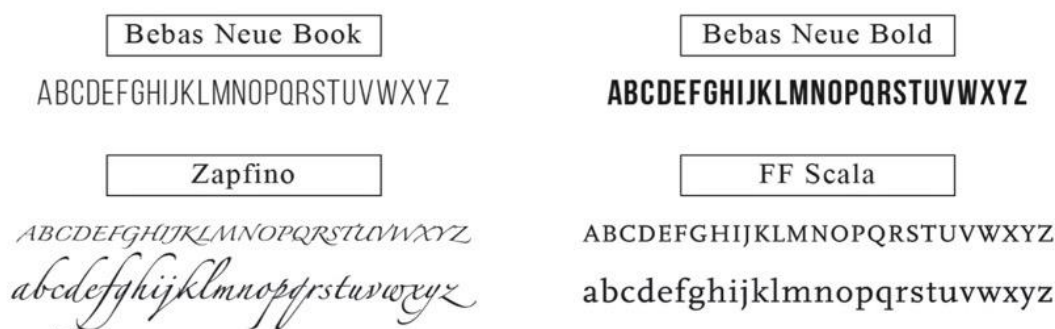 Bebas Neue Book
ABCDEFGHIJKLMNOPQRSTUVWXYZ
Bebas Neue Bold
ABCDEFGHIJKLMNOPQRSTUVWXYZ
Zapfino
ABCDEFGHIJKLMNOPQRSTUVWXYZ
abcdefghijklmnopqrstuvwxyz
FF Scala
ABCDEFGHIJKLMNOPQRSTUVWXYZ
abcdefghijklmnopqrstuvwxyz